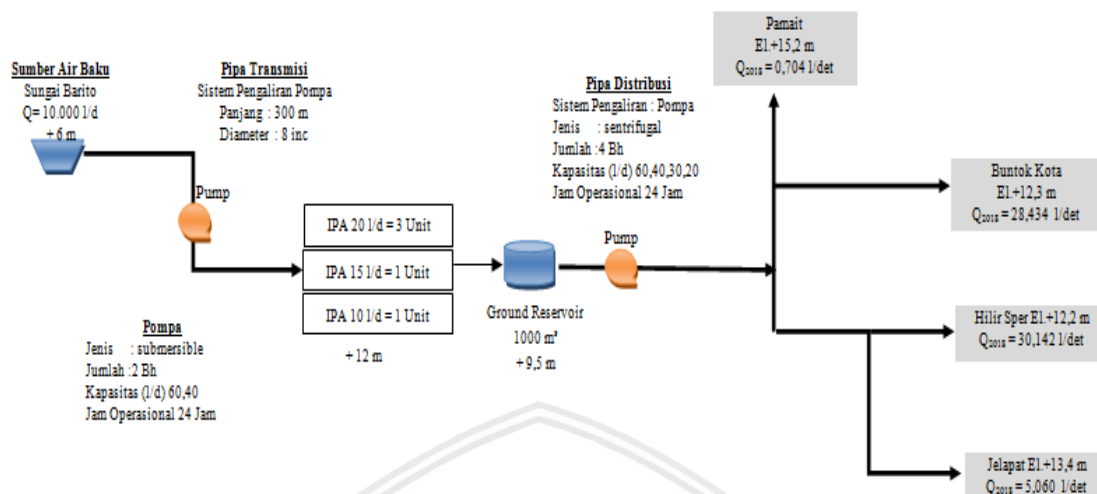 Sumber Air Baku
Sungai Barito
Q= 10.000 l/d
+ 6 m
Pipa Transmisi
Sistem Pengaliran Pompa
Panjang : 300 m
Diameter : 8 inc
Pump
Pompa
Jenis : submersible
Jumlah :2 Bh
Kapasitas (l/d) 60,40
Jam Operasional 24 Jam
IPA 20 l/d = 3 Unit
IPA 15 l/d = 1 Unit
IPA 10 l/d = 1 Unit
+ 12 m
Ground Reservoir
1000 m³
+ 9,5 m
Pipa Distribusi
Sistem Pengaliran : Pompa
Jenis : sentrifugal
Jumlah :4 Bh
Kapasitas (l/d) 60,40,30,20
Jam Operasional 24 Jam
Pump
Pamait
El.+15,2 m
Q2018 = 0,704 l/det
Buntok Kota
El.+12,3 m
Q2018 = 28,434 l/det
Hilir Sper El.+12,2 m
Q2018 = 30,142 l/det
Jelapat El.+13,4 m
Q2018 = 5,060 l/det